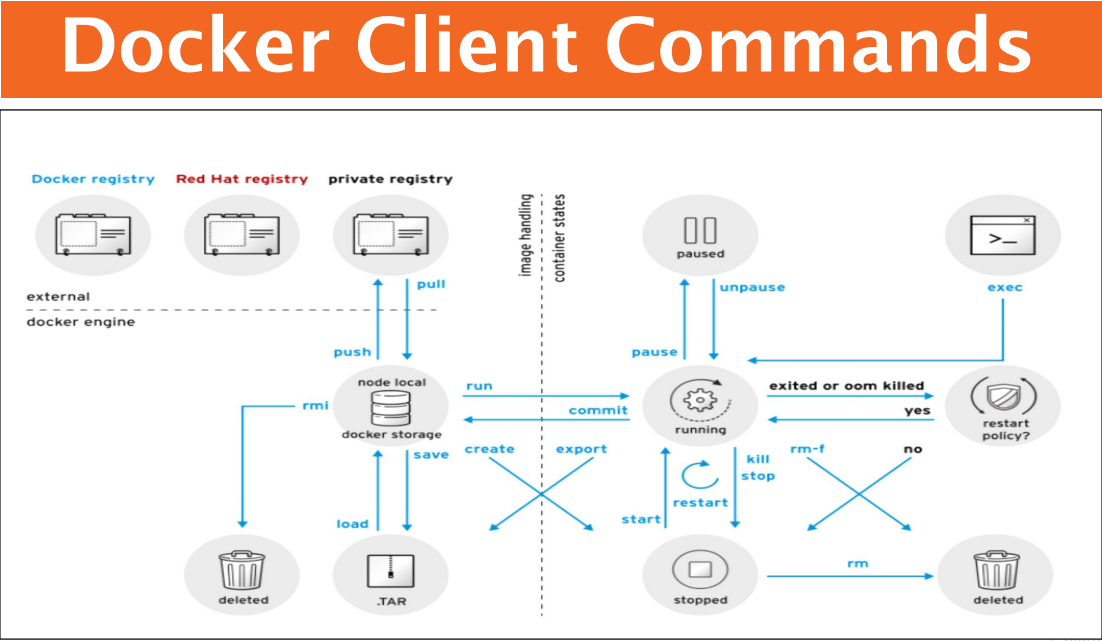 Docker Client Commands
Docker registry
Red Hat registry
private registry
image handling
container states
paused
>_
pull
unpause
exec
external
docker engine
push
pause
node local
docker storage
run
commit
rmi
running
exited or oom killed
yes
restart
policy?
save
create
export
rm-f
no
kill
stop
restart
load
start
deleted
.TAR
stopped
rm
deleted